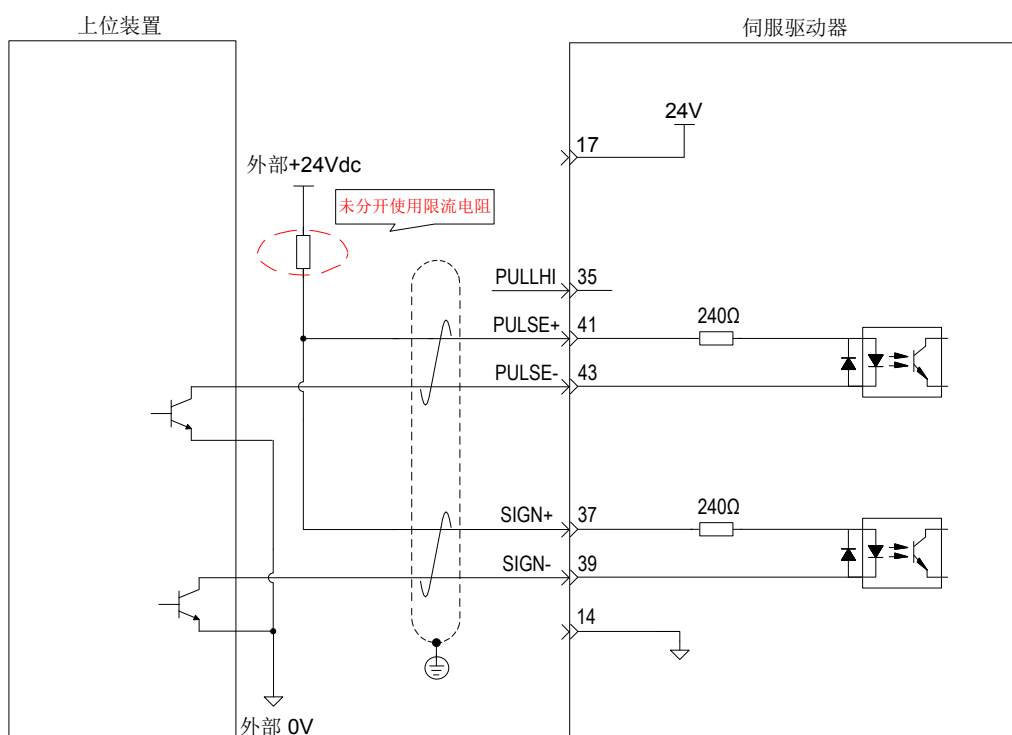 上位装置
伺服驱动器
24V
17
外部+24Vdc
未分开使用限流电阻
PULLHI
35
PULSE+
41
240Ω
PULSE-
43
SIGN+
37
240Ω
SIGN-
39
14
外部 0V